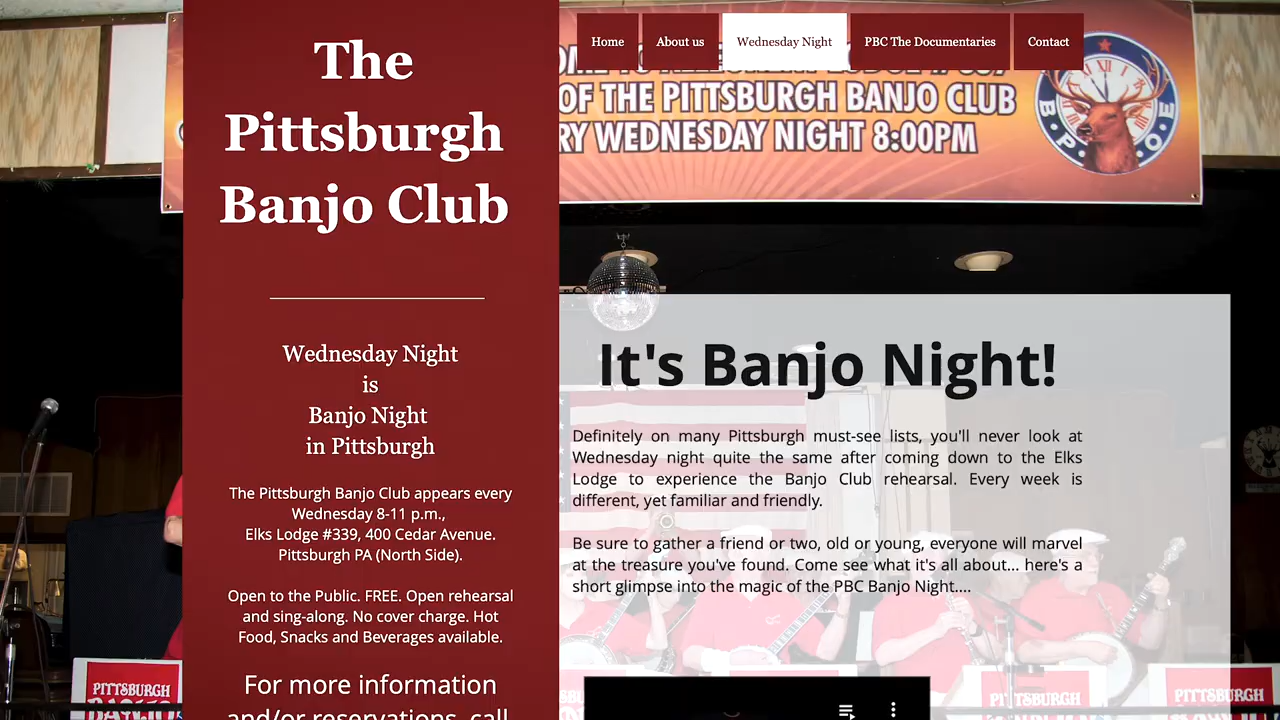 The
Pittsburgh
Banjo Club
Home
About us
Wednesday Night
PBC The Documentaries
Contact
OF THE PITTSBURGH BANJO CLUB
WEDNESDAY NIGHT 8:00PM
B.P.O.E
Wednesday Night
is
Banjo Night
in Pittsburgh
The Pittsburgh Banjo Club appears every
Wednesday 8-11 p.m.,
Elks Lodge #339, 400 Cedar Avenue.
Pittsburgh PA (North Side).
Open to the Public. FREE. Open rehearsal
and sing-along. No cover charge. Hot
Food, Snacks and Beverages available.
For more information
and/or reservations, call
It's Banjo Night!
Definitely on many Pittsburgh must-see lists, you'll never look at
Wednesday night quite the same after coming down to the Elks
Lodge to experience the Banjo Club rehearsal. Every week is
different, yet familiar and friendly.
Be sure to gather a friend or two, old or young, everyone will marvel
at the treasure you've found. Come see what it's all about... here's a
short glimpse into the magic of the PBC Banjo Night....
PITTSBURGH
BANJO
PITTSBURGH
PITTSBURGH